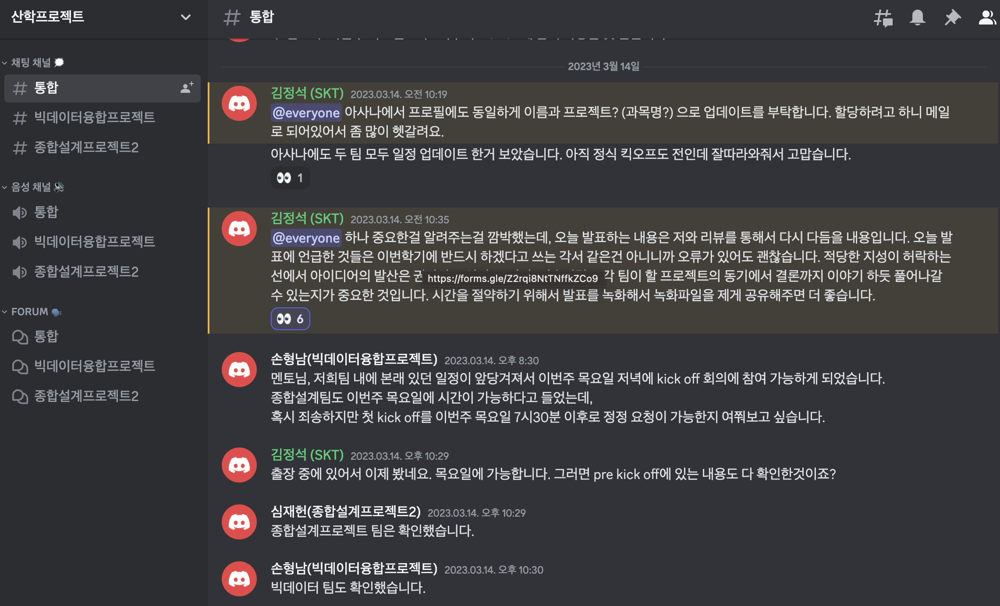 산학프로젝트
채팅 채널
통합
빅데이터융합프로젝트
종합설계프로젝트2
음성 채널
통합
빅데이터융합프로젝트
종합설계프로젝트2
FORUM
통합
빅데이터융합프로젝트
종합설계프로젝트2
통합
2023년 3월 14일
김정석 (SKT) 2023.03.14. 오전 10:19
@everyone 아사나에서 프로필에도 동일하게 이름과 프로젝트? (과목명?) 으로 업데이트를 부탁합니다. 할당하려고 하니 메일
로 되어있어서 좀 많이 헷갈려요.
아사나에도 두 팀 모두 일정 업데이트 한거 보았습니다. 아직 정식 킥오프도 전인데 잘따라와줘서 고맙습니다.
1
김정석 (SKT) 2023.03.14. 오전 10:35
@everyone 하나 중요한걸 알려주는걸 깜박했는데, 오늘 발표하는 내용은 저와 리뷰를 통해서 다시 다듬을 내용입니다. 오늘 발
표에 언급한 것들은 이번학기에 반드시 하겠다고 쓰는 각서 같은건 아니니까 오류가 있어도 괜찮습니다. 적당한 지성이 허락하는
선에서 아이디어의 발산은 https://forms.gle/Z2rqi8NtTNffkZCo9 각 팀이 할 프로젝트의 동기에서 결론까지 이야기 하듯 풀어나갈
수 있는지가 중요한 것입니다. 시간을 절약하기 위해서 발표를 녹화해서 녹화파일을 제게 공유해주면 더 좋습니다.
6
손형남(빅데이터융합프로젝트) 2023.03.14. 오후 8:30
멘토님, 저희팀 내에 본래 있던 일정이 앞당겨져서 이번주 목요일 저녁에 kick off 회의에 참여 가능하게 되었습니다.
종합설계팀도 이번주 목요일에 시간이 가능하다고 들었는데,
혹시 죄송하지만 첫 kick off를 이번주 목요일 7시30분 이후로 정정 요청이 가능한지 여쭤보고 싶습니다.
김정석 (SKT) 2023.03.14. 오후 10:29
출장 중에 있어서 이제 봤네요. 목요일에 가능합니다. 그러면 pre kick off에 있는 내용도 다 확인한것이죠?
심재헌(종합설계프로젝트2) 2023.03.14. 오후 10:29
종합설계프로젝트 팀은 확인했습니다.
손형남(빅데이터융합프로젝트) 2023.03.14. 오후 10:30
빅데이터 팀도 확인했습니다.